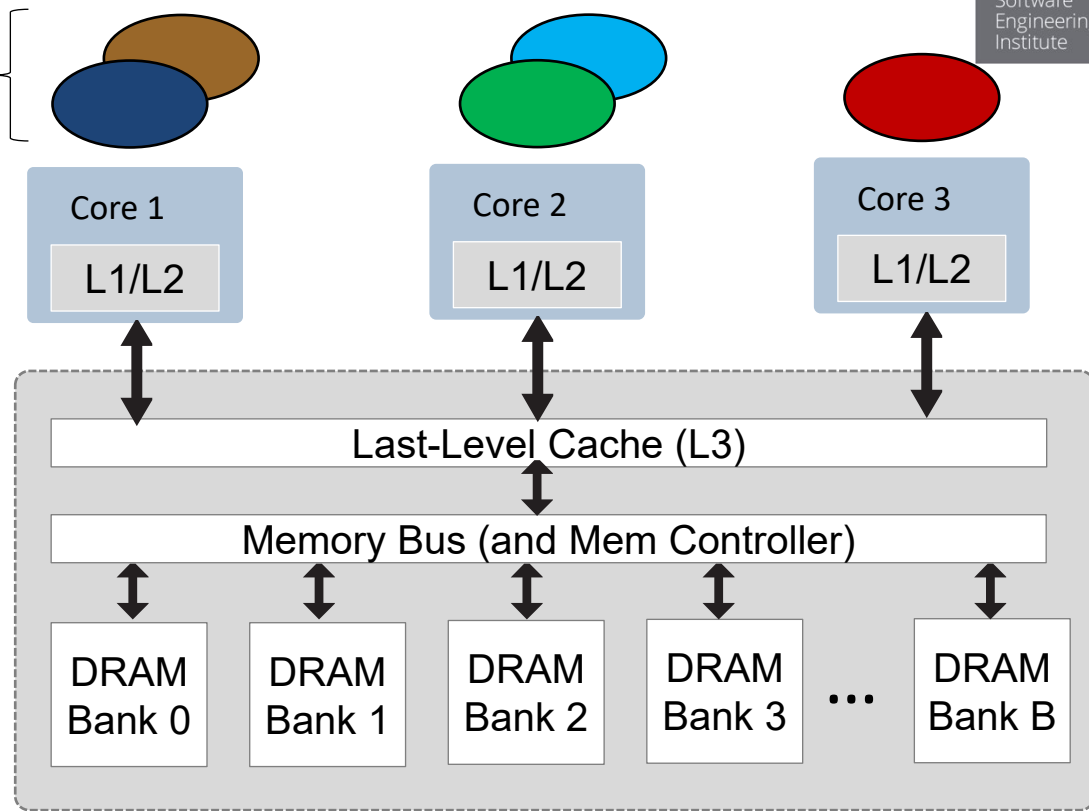 Software
Engineerin
Institute
Core 1
Core 2
Core 3
L1/L2
L1/L2
L1/L2
Last-Level Cache (L3)
Memory Bus (and Mem Controller)
DRAM
Bank 0
DRAM
Bank 1
DRAM
Bank 2
DRAM
Bank 3
...
DRAM
Bank B